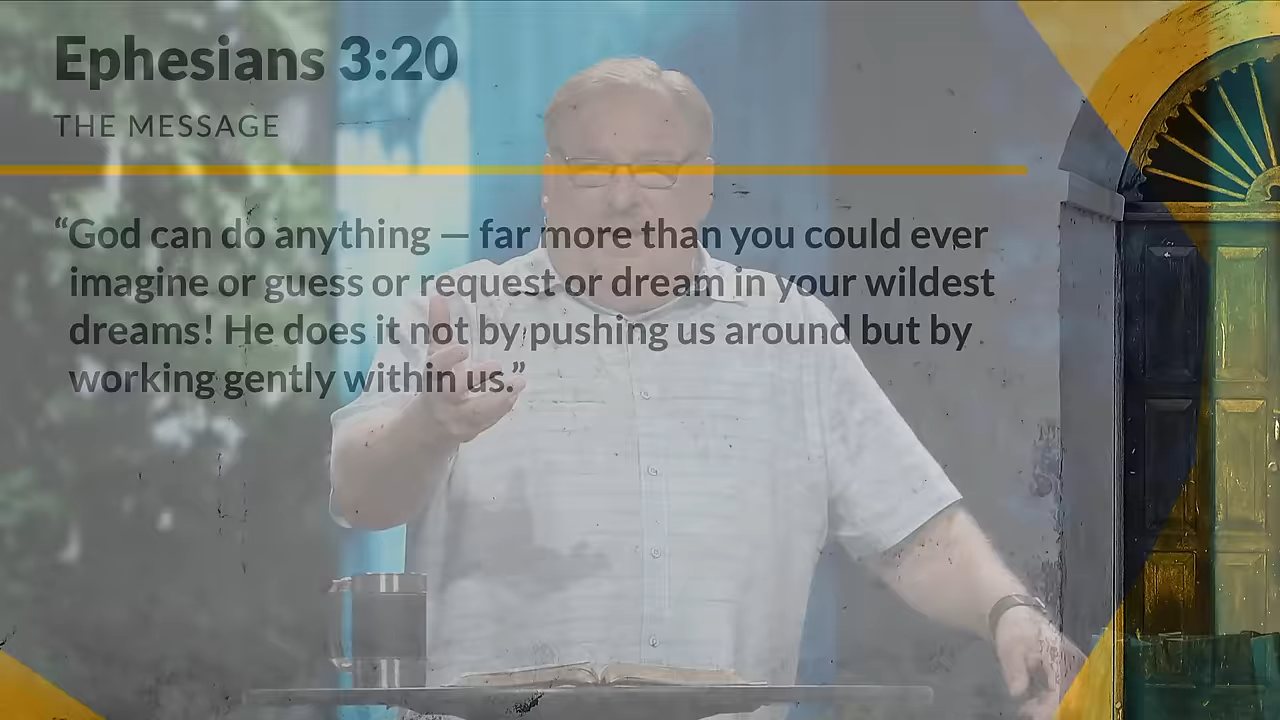 Ephesians 3:20
THE MESSAGE
“God can do anything — far more than you could ever
imagine or guess or request or dream in your wildest
dreams! He does it not by pushing us around but by
working gently within us.”